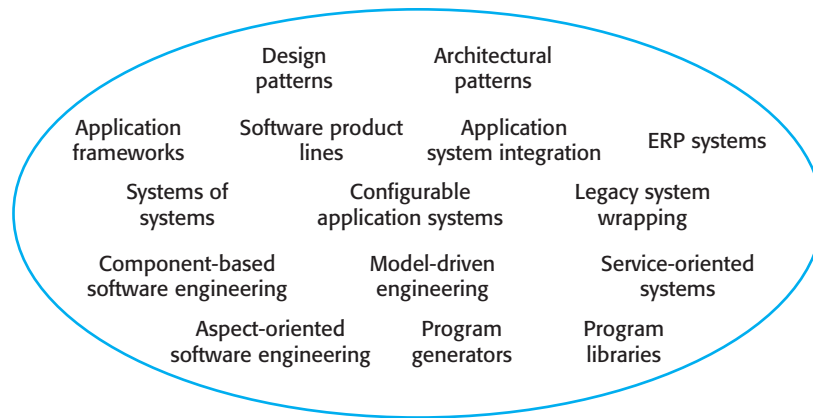 Design
patterns
Architectural
patterns
Application
frameworks
Software product
lines
Application
system integration
ERP systems
Systems of
systems
Configurable
application systems
Legacy system
wrapping
Component-based
software engineering
Model-driven
engineering
Service-oriented
systems
Aspect-oriented
software engineering
Program
generators
Program
libraries